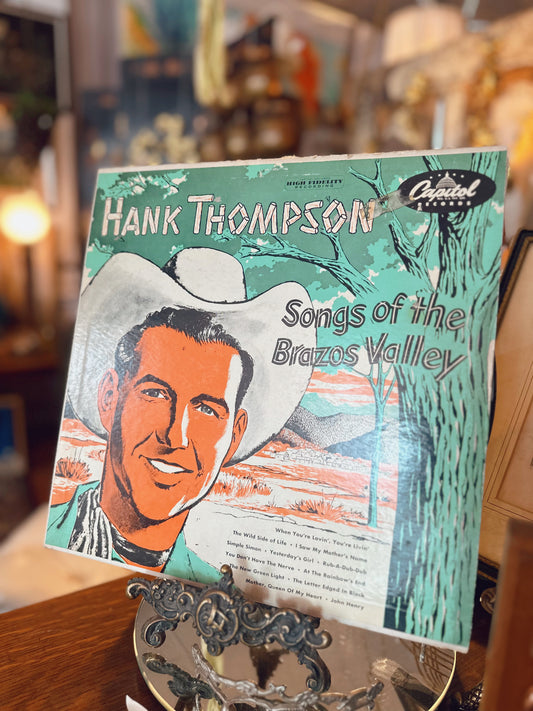 HIGH FIDELITY
RECORDING
Capitol
RECORDS
HANK THOMPSON
Songs of the
Brazos Valley
When You're Lovin', You're Lovin'
The Wild Side of Life • I Saw My Mother's Name
Simple Simon • Yesterday's Girl • Rub-A-Dub-Dub
You Don't Have The Nerve • At The Rainbow's End
The New Green Light • The Letter Edged In Black
Mother, Queen Of My Heart • John Henry